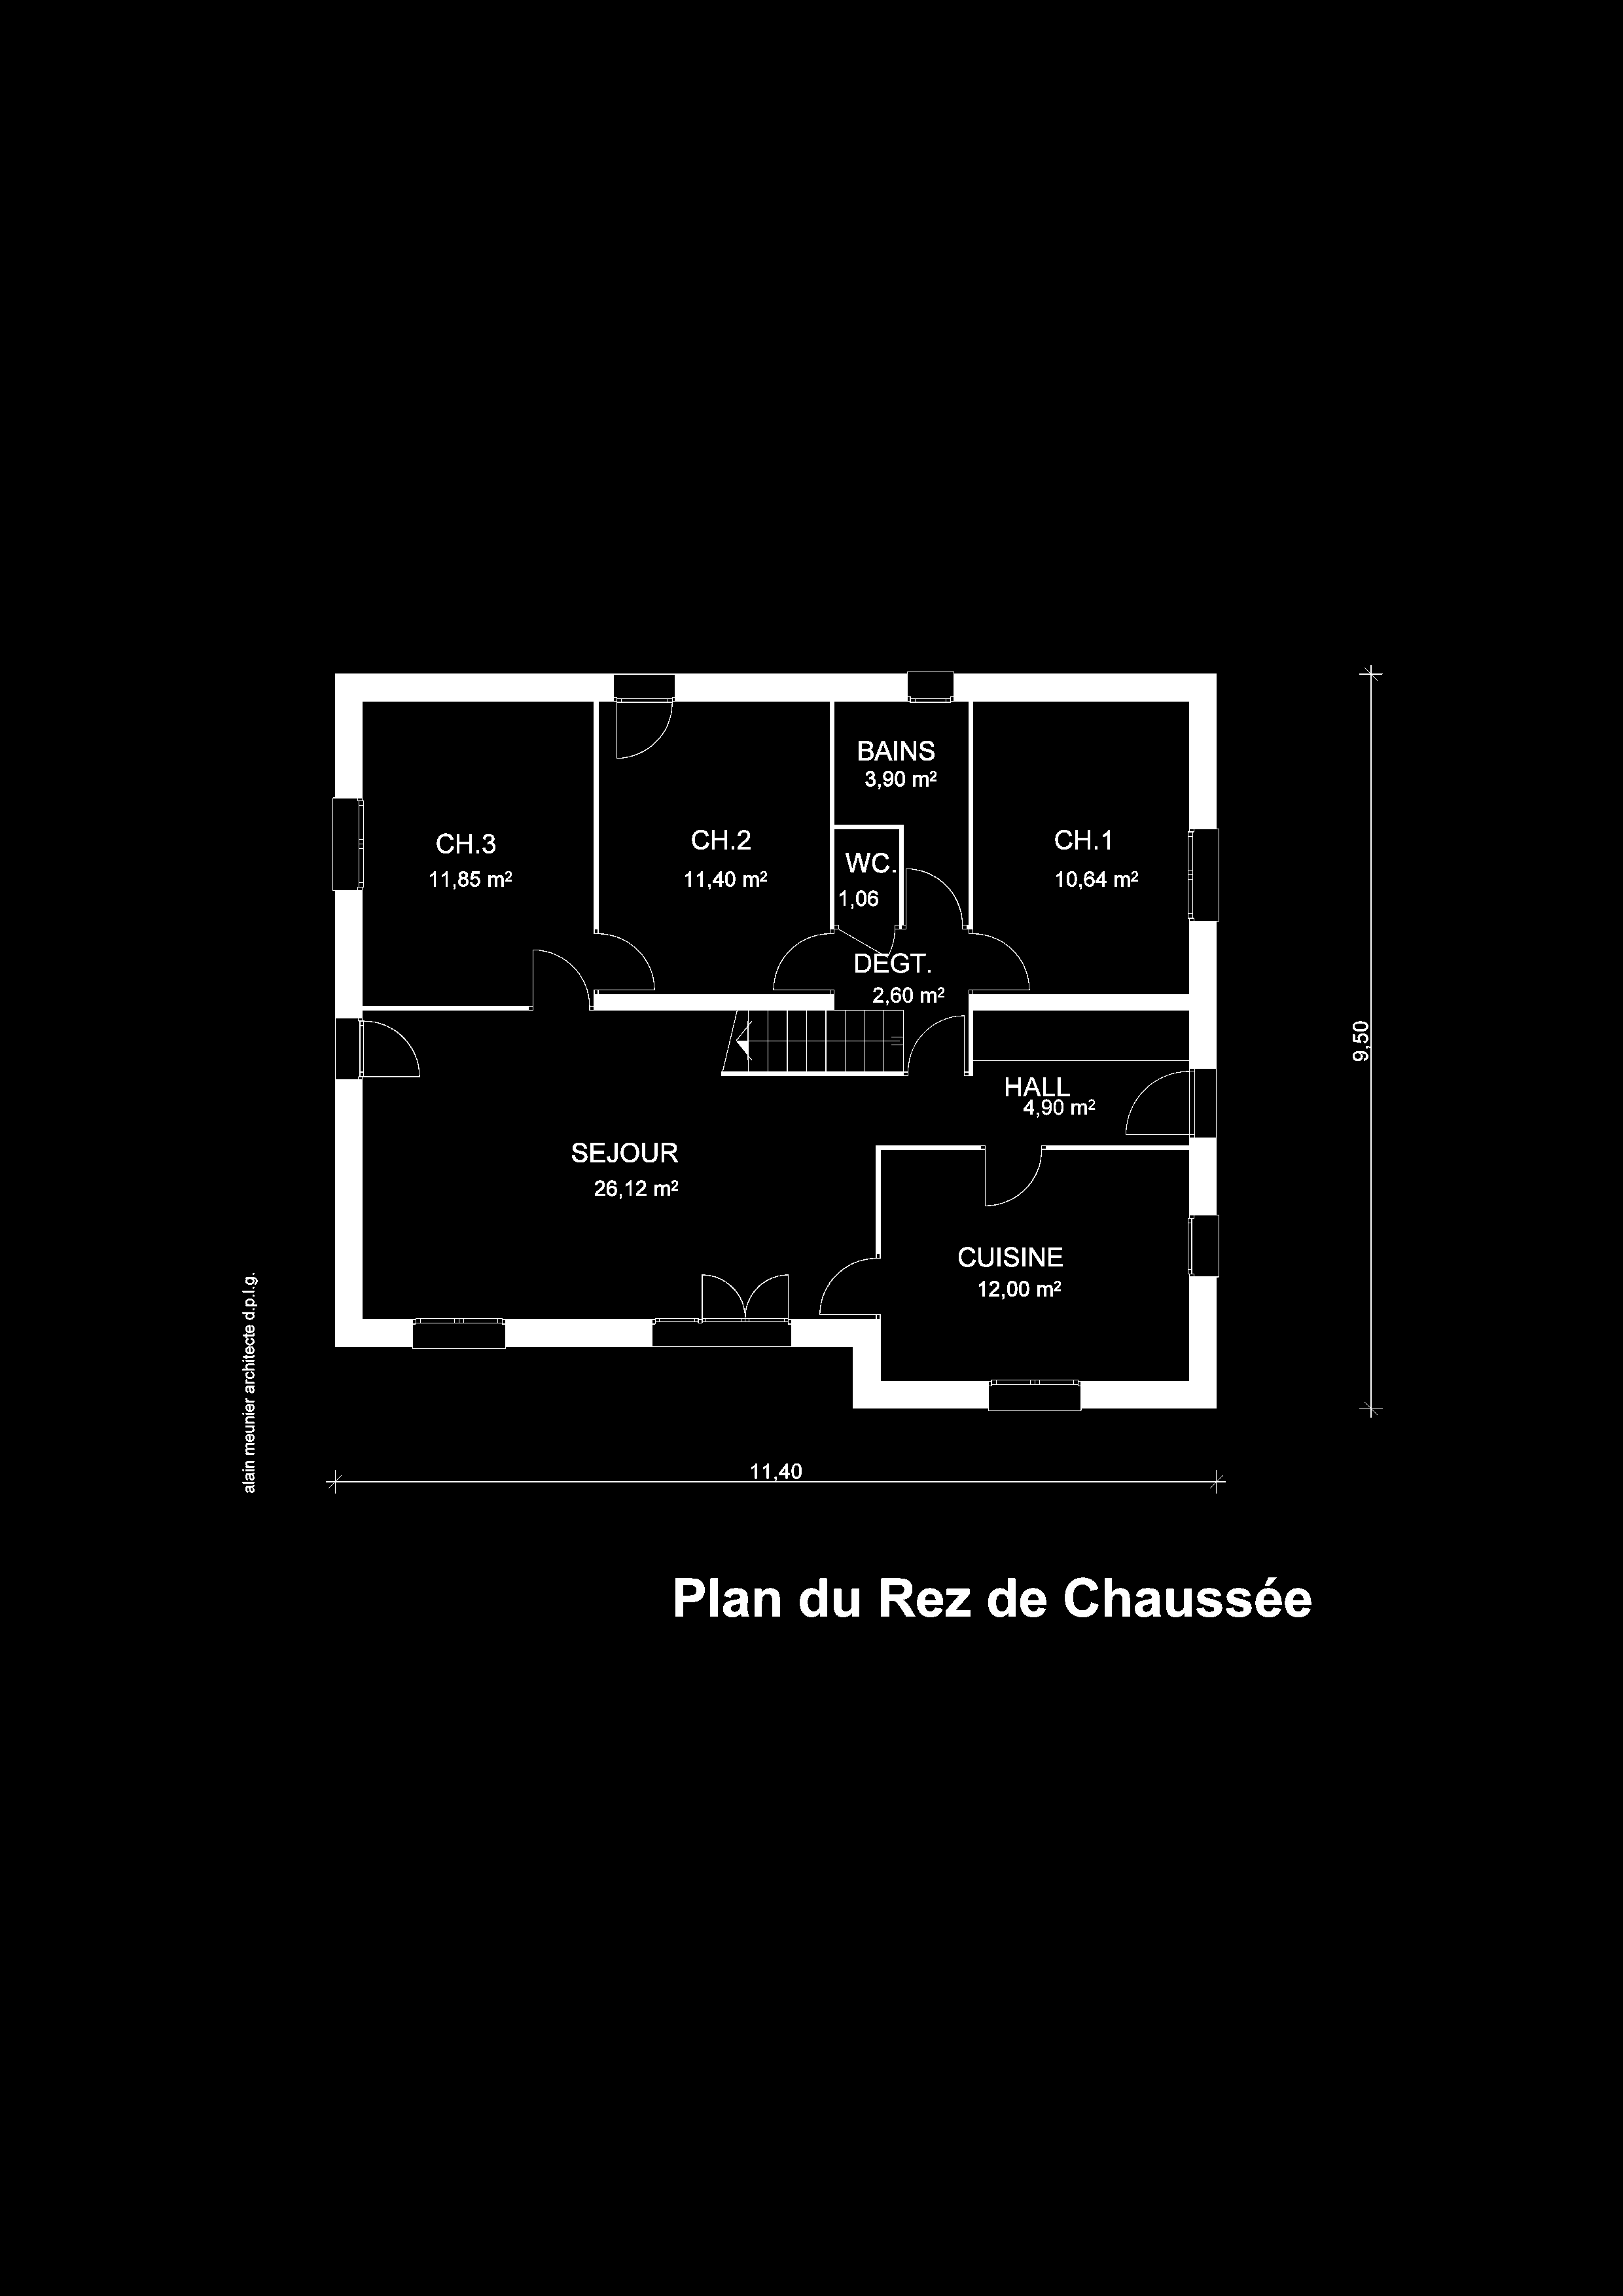 BAINS
3,90 m²
CH.3
11,85 m²
CH.2
11,40 m²
WC.
1,06
CH.1
10,64 m²
DEGT.
2,60 m²
HALL
4,90 m²
SEJOUR
26,12 m²
CUISINE
12,00 m²
9,50
11,40
alain meunier architecte d.p.l.g.
Plan du Rez de Chaussée